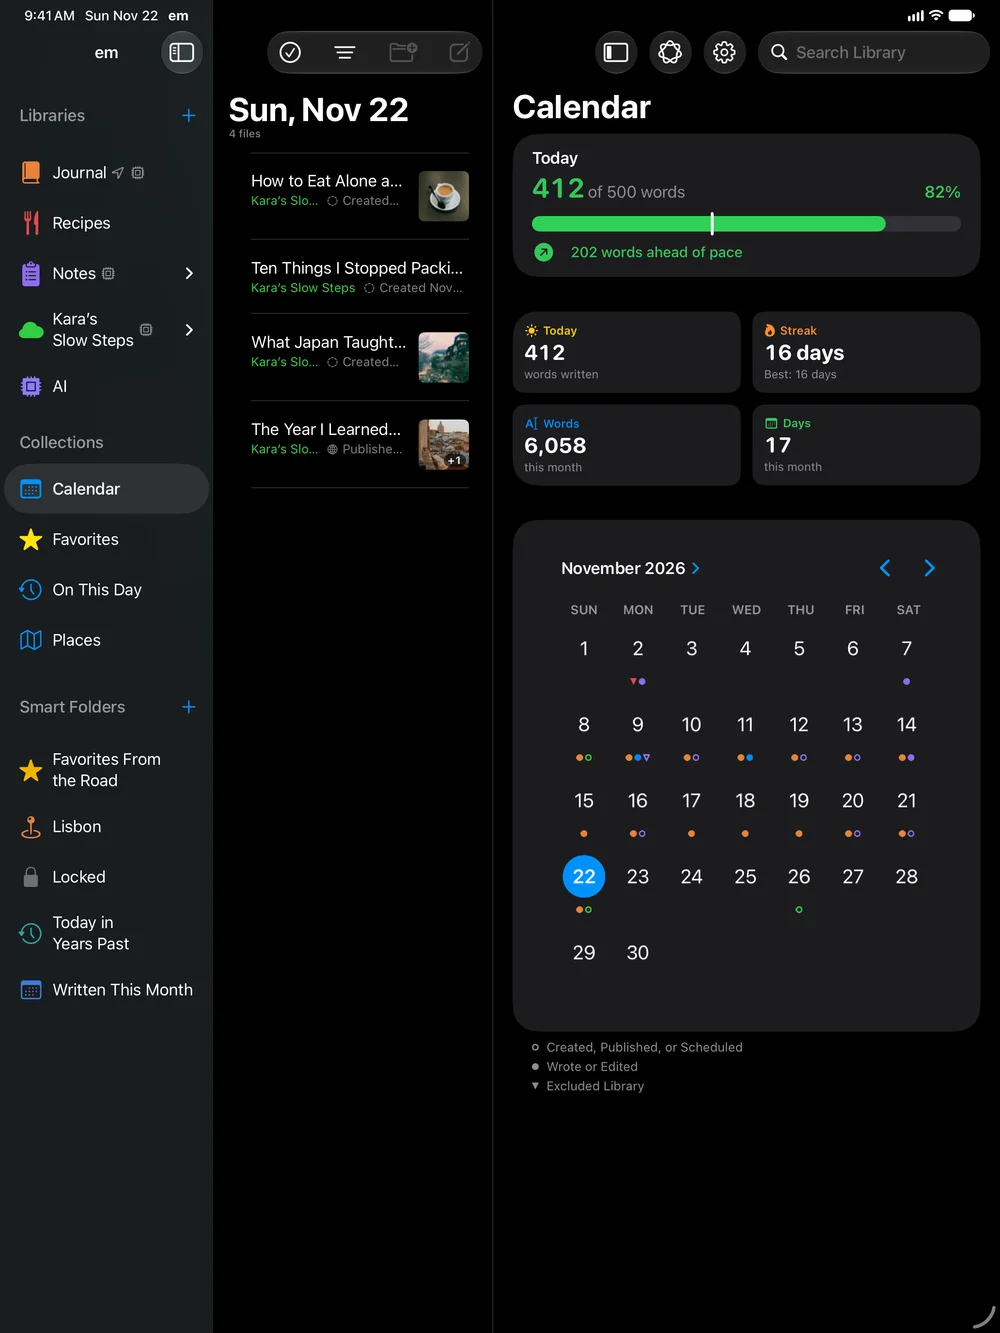 9:41 AM Sun Nov 22 em
em
Libraries
Journal
Recipes
Notes
Kara's
Slow Steps
AI
Collections
Calendar
Favorites
On This Day
Places
Smart Folders
Favorites From
the Road
Lisbon
Locked
Today in
Years Past
Written This Month
Sun, Nov 22
4 files
How to Eat Alone a...
Kara's Slo... Created...
Ten Things I Stopped Packi...
Kara's Slow Steps Created Nov...
What Japan Taught...
Kara's Slo... Created...
The Year I Learned...
Kara's Slo... Publishe...
+1
Search Library
Calendar
Today
412 of 500 words 82%
202 words ahead of pace
Today
412
words written
Streak
16 days
Best: 16 days
Words
6,058
this month
Days
17
this month
November 2026
SUN MON TUE WED THU FRI SAT
1 2 3 4 5 6 7
8 9 10 11 12 13 14
15 16 17 18 19 20 21
22 23 24 25 26 27 28
29 30
Created, Published, or Scheduled
Wrote or Edited
Excluded Library